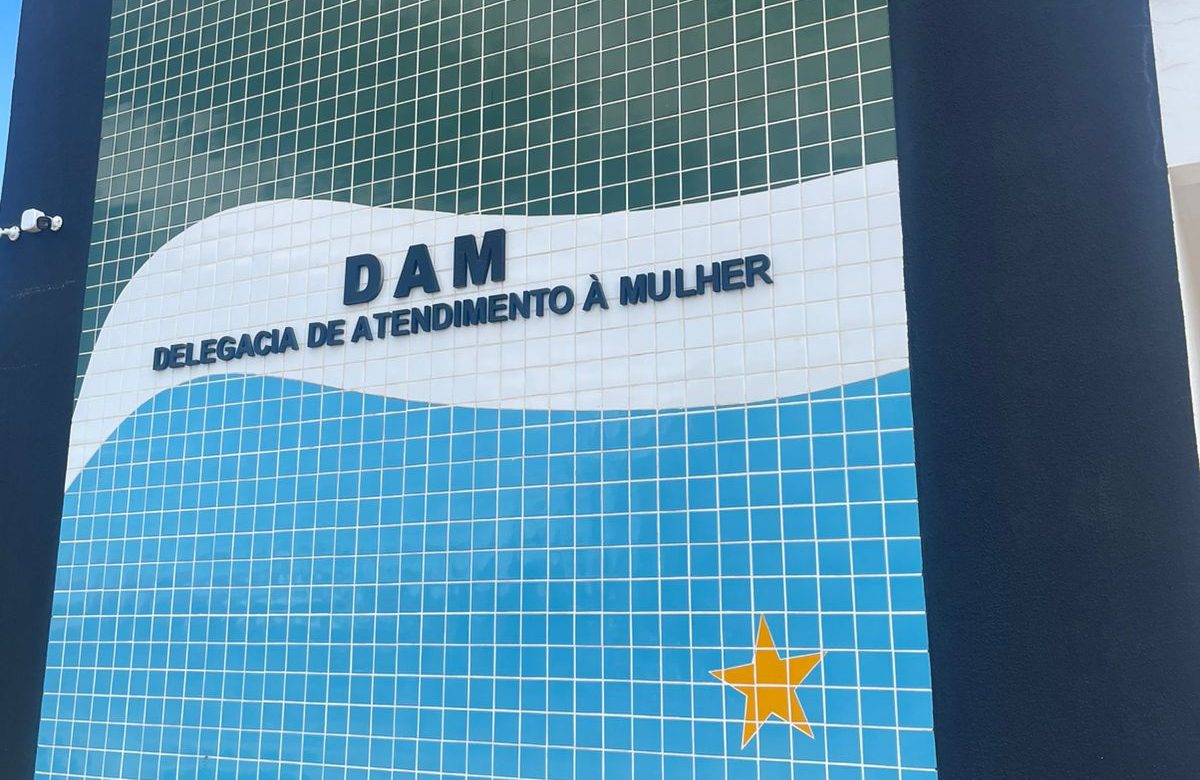 DAM
DELEGACIA DE ATENDIMENTO À MULHER